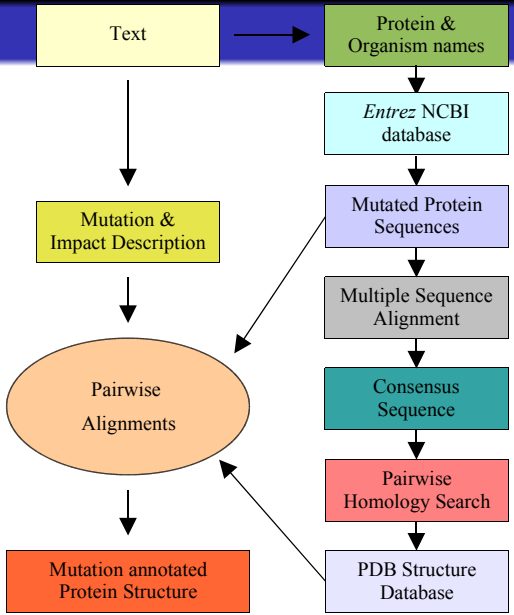 Text
Protein &
Organism names
Entrez NCBI
database
Mutation &
Impact Description
Mutated Protein
Sequences
Multiple Sequence
Alignment
Pairwise
Alignments
Consensus
Sequence
Pairwise
Homology Search
Mutation annotated
Protein Structure
PDB Structure
Database